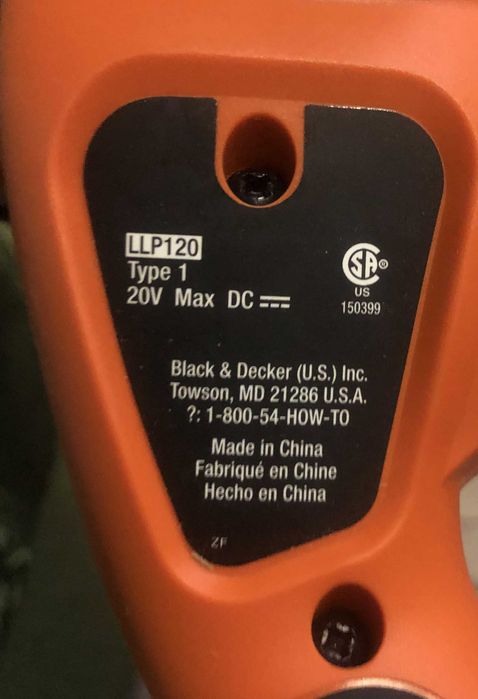 LLP120
Type 1
20V Max DC
SA®
US
150399
Black & Decker (U.S.) Inc.
Towson, MD 21286 U.S.A.
?: 1-800-54-HOW-TO
Made in China
Fabriqué en Chine
Hecho en China
ZF